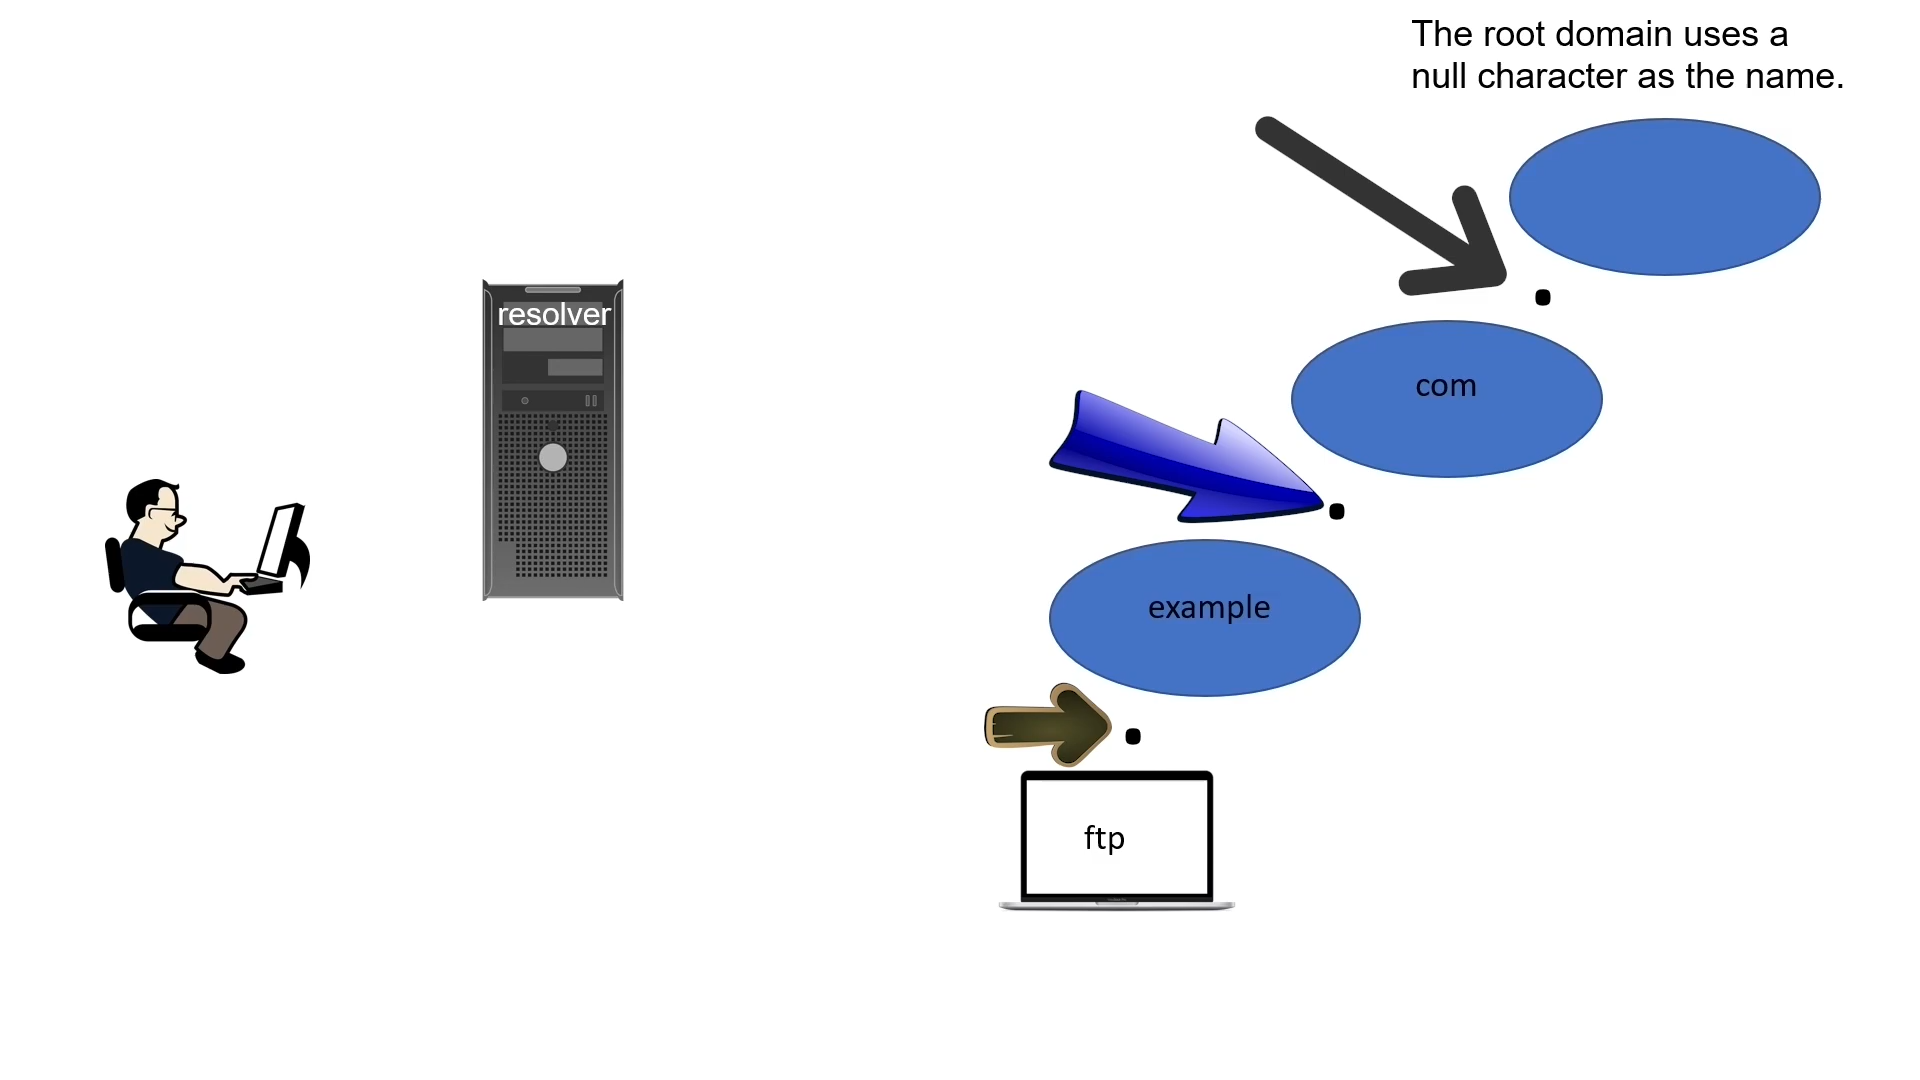 The root domain uses a
null character as the name.
resolver
.
com
.
example
.
ftp